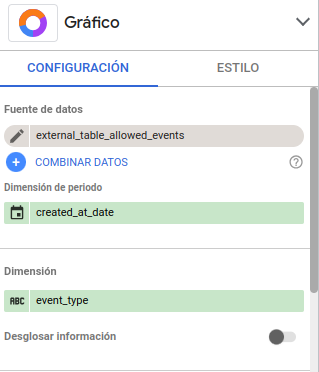 Gráfico
CONFIGURACIÓN ESTILO
Fuente de datos
external_table_allowed_events
COMBINAR DATOS
Dimensión de periodo
created_at_date
Dimensión
ABC event_type
Desglosar información